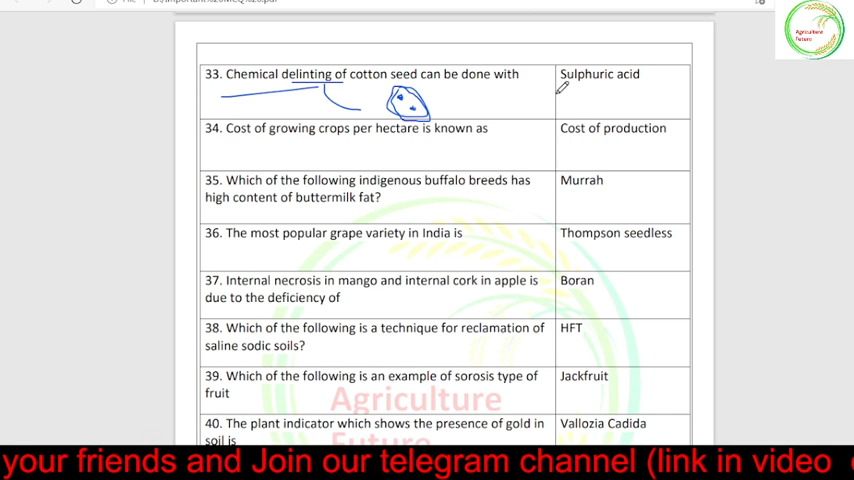 Agriculture
Future
33. Chemical delinting of cotton seed can be done with
Sulphuric acid
34. Cost of growing crops per hectare is known as
Cost of production
35. Which of the following indigenous buffalo breeds has
high content of buttermilk fat?
Murrah
36. The most popular grape variety in India is
Thompson seedless
37. Internal necrosis in mango and internal cork in apple is
due to the deficiency of
Boran
38. Which of the following is a technique for reclamation of
saline sodic soils?
HFT
39. Which of the following is an example of sorosis type of
fruit
Jackfruit
Agriculture
Future
40. The plant indicator which shows the presence of gold in
soil is
Vallozia Cadida
your friends and Join our telegram channel (link in video